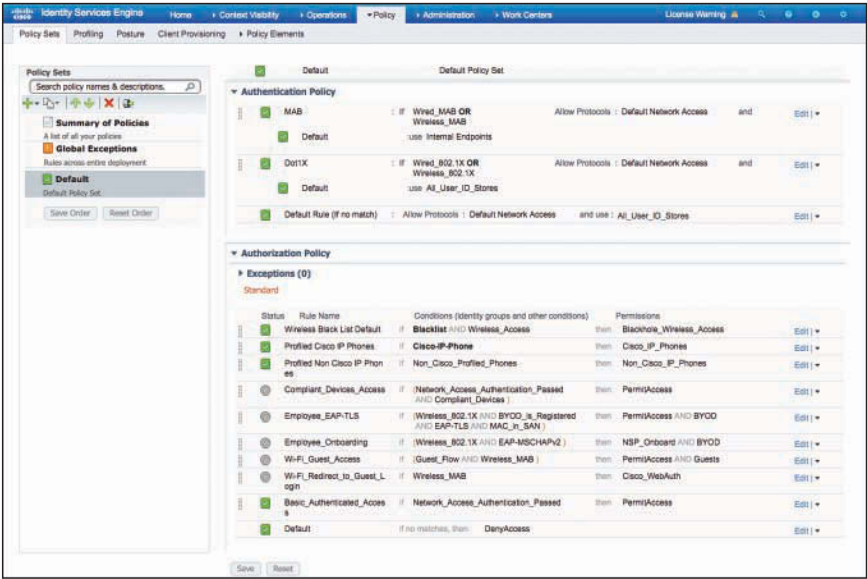 cisco Identity Services Engine Home Context Visibility Operations Policy Administration Work Centers License Warning
Policy Sets Profiling Posture Client Provisioning Policy Elements
Policy Sets
Search policy names & descriptions.
Summary of Policies
A list of all your policies
Global Exceptions
Rules across entire deployment
Default
Default Policy Set
Save Order Reset Order
Default Default Policy Set
Authentication Policy
MAB : If Wired_MAB OR Allow Protocols : Default Network Access and Edit |
Wireless_MAB
Default :use Internal Endpoints
Dot1X : If Wired_802.1X OR Allow Protocols : Default Network Access and Edit |
Wireless_802.1X
Default :use All_User_ID_Stores
Default Rule (If no match) : Allow Protocols : Default Network Access and use : All_User_ID_Stores Edit |
Authorization Policy
Exceptions (0)
Standard
Status Rule Name Conditions (identity groups and other conditions) Permissions
Wireless Black List Default if Blacklist AND Wireless_Access then Blackhole_Wireless_Access Edit |
Profiled Cisco IP Phones if Cisco-IP-Phone then Cisco_IP_Phones Edit |
Profiled Non Cisco IP Phon if Non_Cisco_Profiled_Phones then Non_Cisco_IP_Phones Edit |
es
Compliant_Devices_Access if (Network_Access_Authentication_Passed then PermitAccess Edit |
AND Compliant_Devices )
Employee_EAP-TLS if (Wireless_802.1X AND BYOD_is_Registered then PermitAccess AND BYOD Edit |
AND EAP-TLS AND MAC_in_SAN )
Employee_Onboarding if (Wireless_802.1X AND EAP-MSCHAPv2 ) then NSP_Onboard AND BYOD Edit |
Wi-Fi_Guest_Access if (Guest_Flow AND Wireless_MAB ) then PermitAccess AND Guests Edit |
Wi-Fi_Redirect_to_Guest_L if Wireless_MAB then Cisco_WebAuth Edit |
ogin
Basic_Authenticated_Acces if Network_Access_Authentication_Passed then PermitAccess Edit |
s
Default if no matches, then DenyAccess Edit |
Save Reset